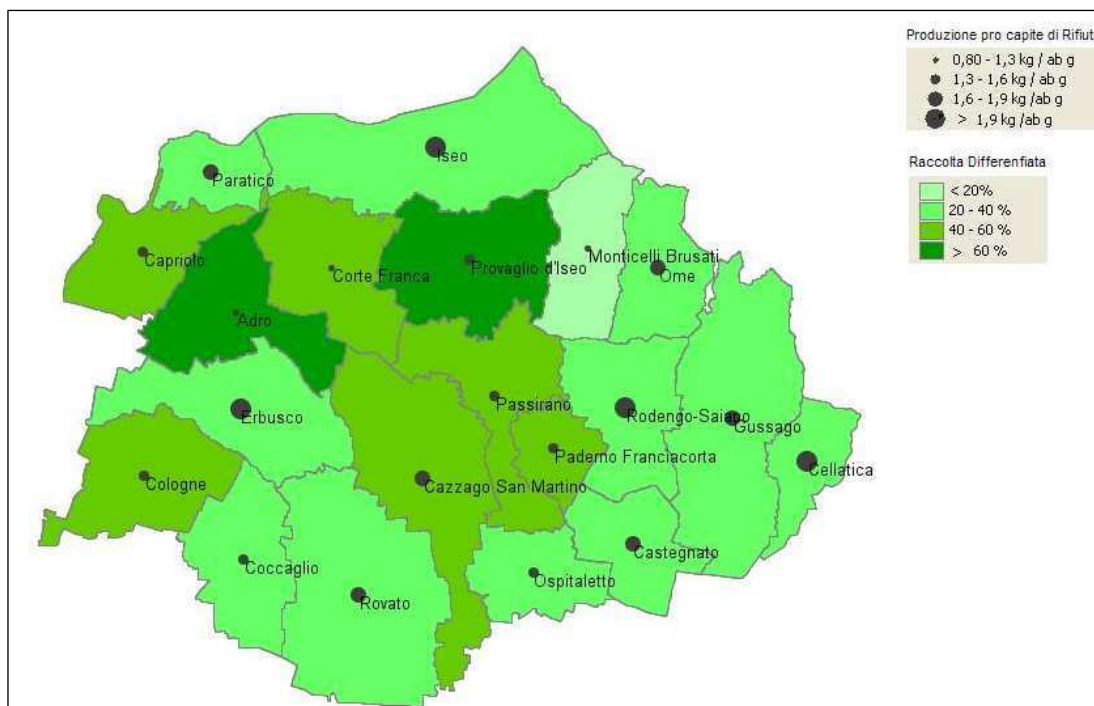 Produzione pro capite di Rifiut
0,80 - 1,3 kg / ab g
1,3 - 1,6 kg / ab g
1,6 - 1,9 kg /ab g
> 1,9 kg /ab g
Raccolta Differenfiata
< 20%
20 - 40 %
40 - 60 %
> 60 %
Iseo
Paratico
Capriolo
Corte Franca
Provaglio d'Iseo
Monticelli Brusati
Ome
Adro
Erbusco
Passirano
Rodengo-Saiano
Gussago
Paderno Franciacorta
Cellatica
Cologne
Cazzago San Martino
Castegnato
Coccaglio
Ospitaletto
Rovato